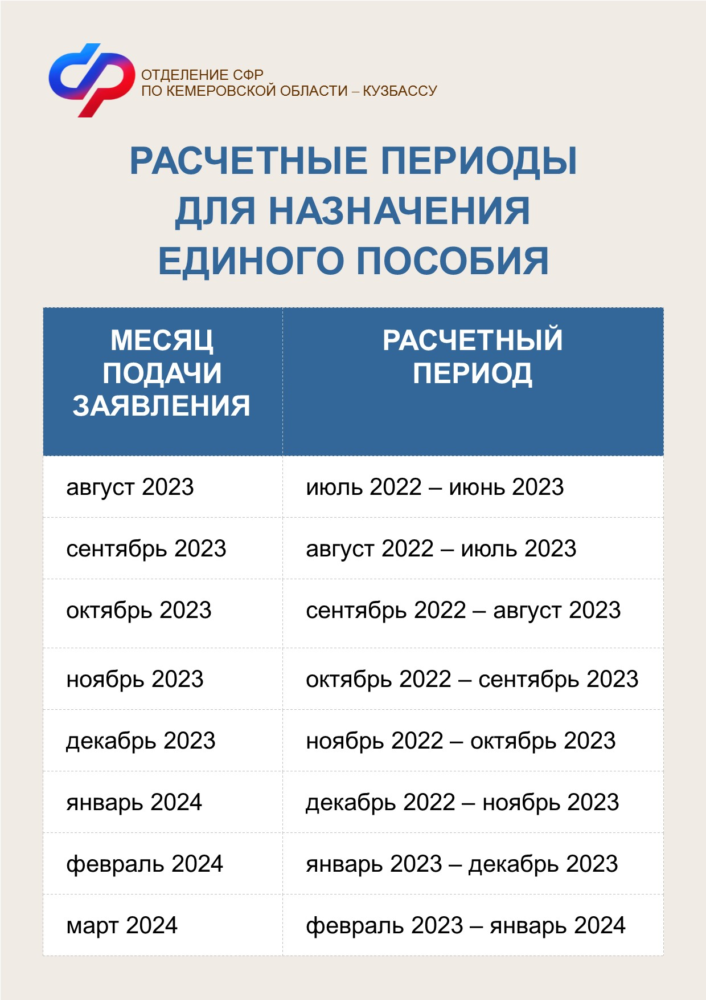 ОТДЕЛЕНИЕ СФР
ПО КЕМЕРОВСКОЙ ОБЛАСТИ – КУЗБАССУ
РАСЧЕТНЫЕ ПЕРИОДЫ
ДЛЯ НАЗНАЧЕНИЯ
ЕДИНОГО ПОСОБИЯ
МЕСЯЦ
ПОДАЧИ
ЗАЯВЛЕНИЯ
РАСЧЕТНЫЙ
ПЕРИОД
август 2023 июль 2022 – июнь 2023
сентябрь 2023 август 2022 – июль 2023
октябрь 2023 сентябрь 2022 – август 2023
ноябрь 2023 октябрь 2022 – сентябрь 2023
декабрь 2023 ноябрь 2022 – октябрь 2023
январь 2024 декабрь 2022 – ноябрь 2023
февраль 2024 январь 2023 – декабрь 2023
март 2024 февраль 2023 – январь 2024